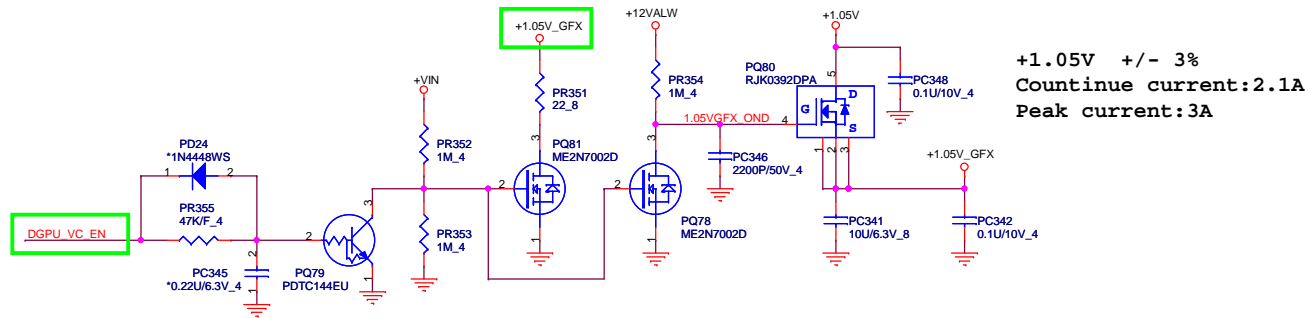 +1.05V_GFX
+12VALW
+1.05V
+VIN
PR351
22_8
PR354
1M_4
PQ80
RJK0392DPA
5
D
G
S
4
1
2
3
PC348
0.1U/10V_4
+1.05V +/- 3%
Countinue current:2.1A
Peak current:3A
1.05VGFX_OND
PD24
*1N4448WS
1
2
PR352
1M_4
PQ81
ME2N7002D
3
2
1
3
2
1
PC346
2200P/50V_4
+1.05V_GFX
PR355
47K/F_4
DGPU_VC_EN
2
3
1
PR353
1M_4
PQ78
ME2N7002D
PC341
10U/6.3V_8
PC342
0.1U/10V_4
2
1
PC345
*0.22U/6.3V_4
PQ79
PDTC144EU